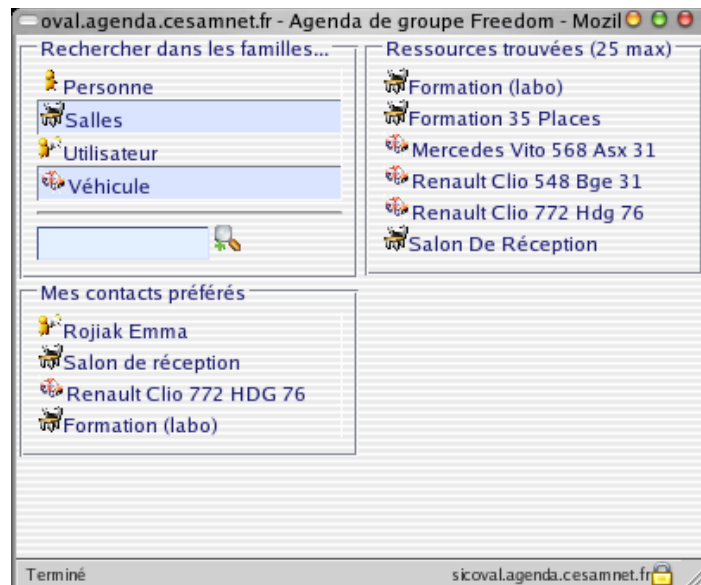 oval.agenda.cesamnet.fr - Agenda de groupe Freedom - Mozil
Rechercher dans les familles...
Personne
Salles
Utilisateur
Véhicule
Ressources trouvées (25 max)
Formation (labo)
Formation 35 Places
Mercedes Vito 568 Asx 31
Renault Clio 548 Bge 31
Renault Clio 772 Hdg 76
Salon De Réception
Mes contacts préférés
Rojiak Emma
Salon de réception
Renault Clio 772 HDG 76
Formation (labo)
Terminé
sicoval.agenda.cesamnet.fr